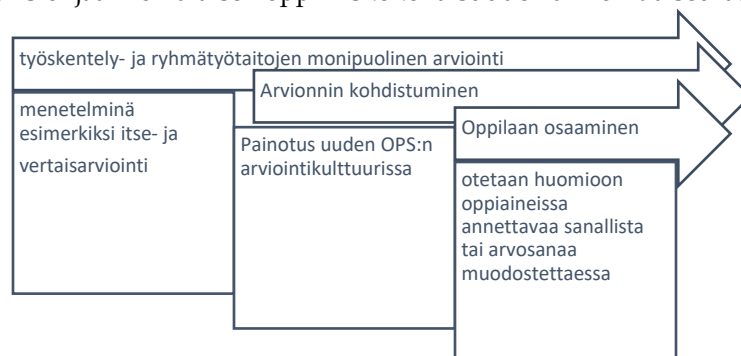 työskentely- ja ryhmätyötaitojen monipuolinen arviointi
Arvionnin kohdistuminen
Oppilaan osaaminen
menetelminä
esimerkiksi itse- ja
vertaisarviointi
Painotus uuden OPS:n
arviointikulttuurissa
otetaan huomioon
oppiaineissa
annettavaa sanallista
tai arvosanaa
muodostettaessa